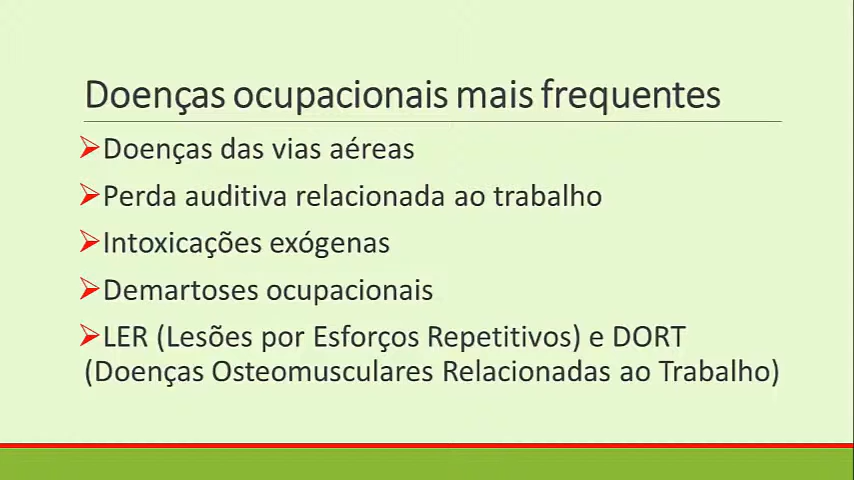 Doenças ocupacionais mais frequentes
Doenças das vias aéreas
Perda auditiva relacionada ao trabalho
Intoxicações exógenas
Demartoses ocupacionais
LER (Lesões por Esforços Repetitivos) e DORT
(Doenças Osteomusculares Relacionadas ao Trabalho)